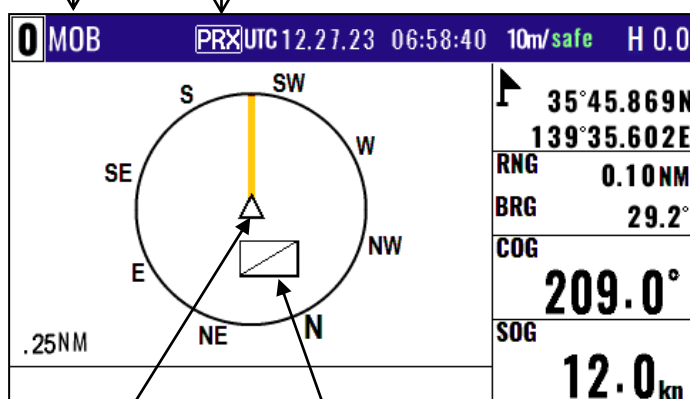 0 MOB PRX UTC 12.27.23 06:58:40 10m/safe H 0.0
SW
S
W
SE
NW
E
N
NE
.25NM
35°45.869N
139°35.602E
RNG
0.10NM
BRG
29.2°
COG
209.0°
SOG
12.0kn